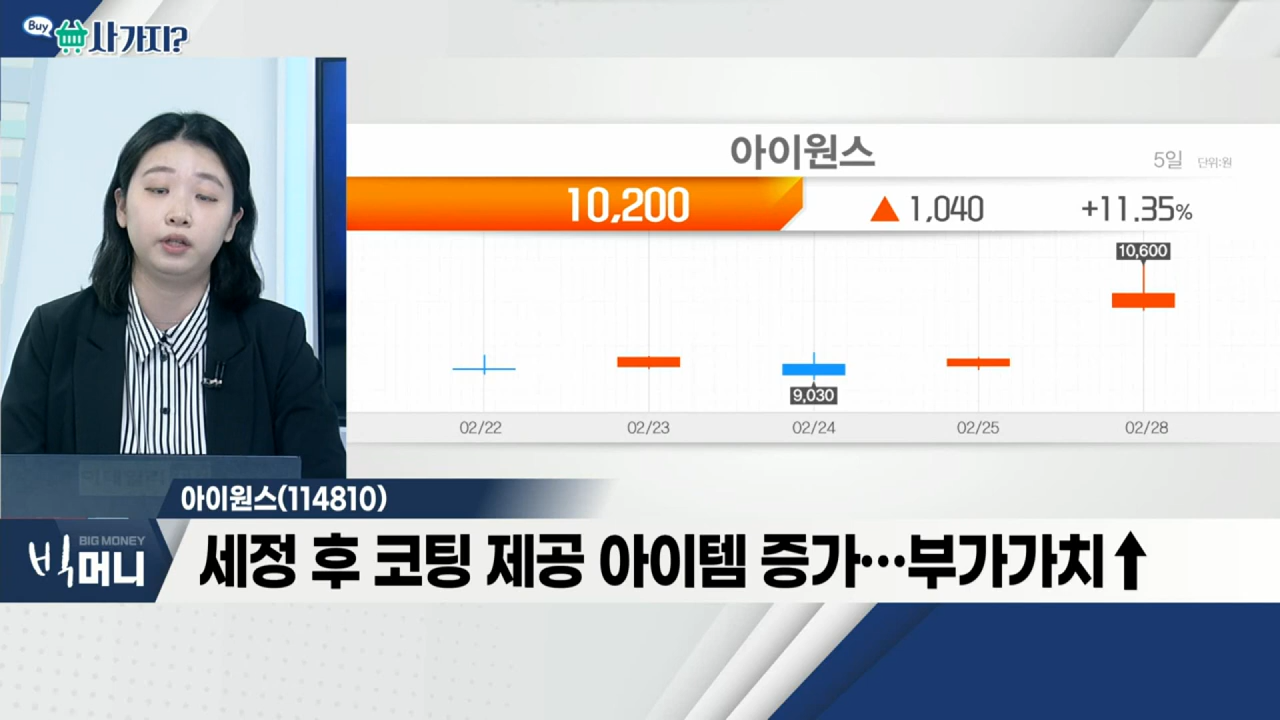 Buy
사가지?
아이원스
5일 단위:원
10,200 ▲ 1,040 +11.35%
10,600
9,030
02/22 02/23 02/24 02/25 02/28
아이원스(114810)
BIG MONEY
빅머니
세정 후 코팅 제공 아이템 증가…부가가치↑